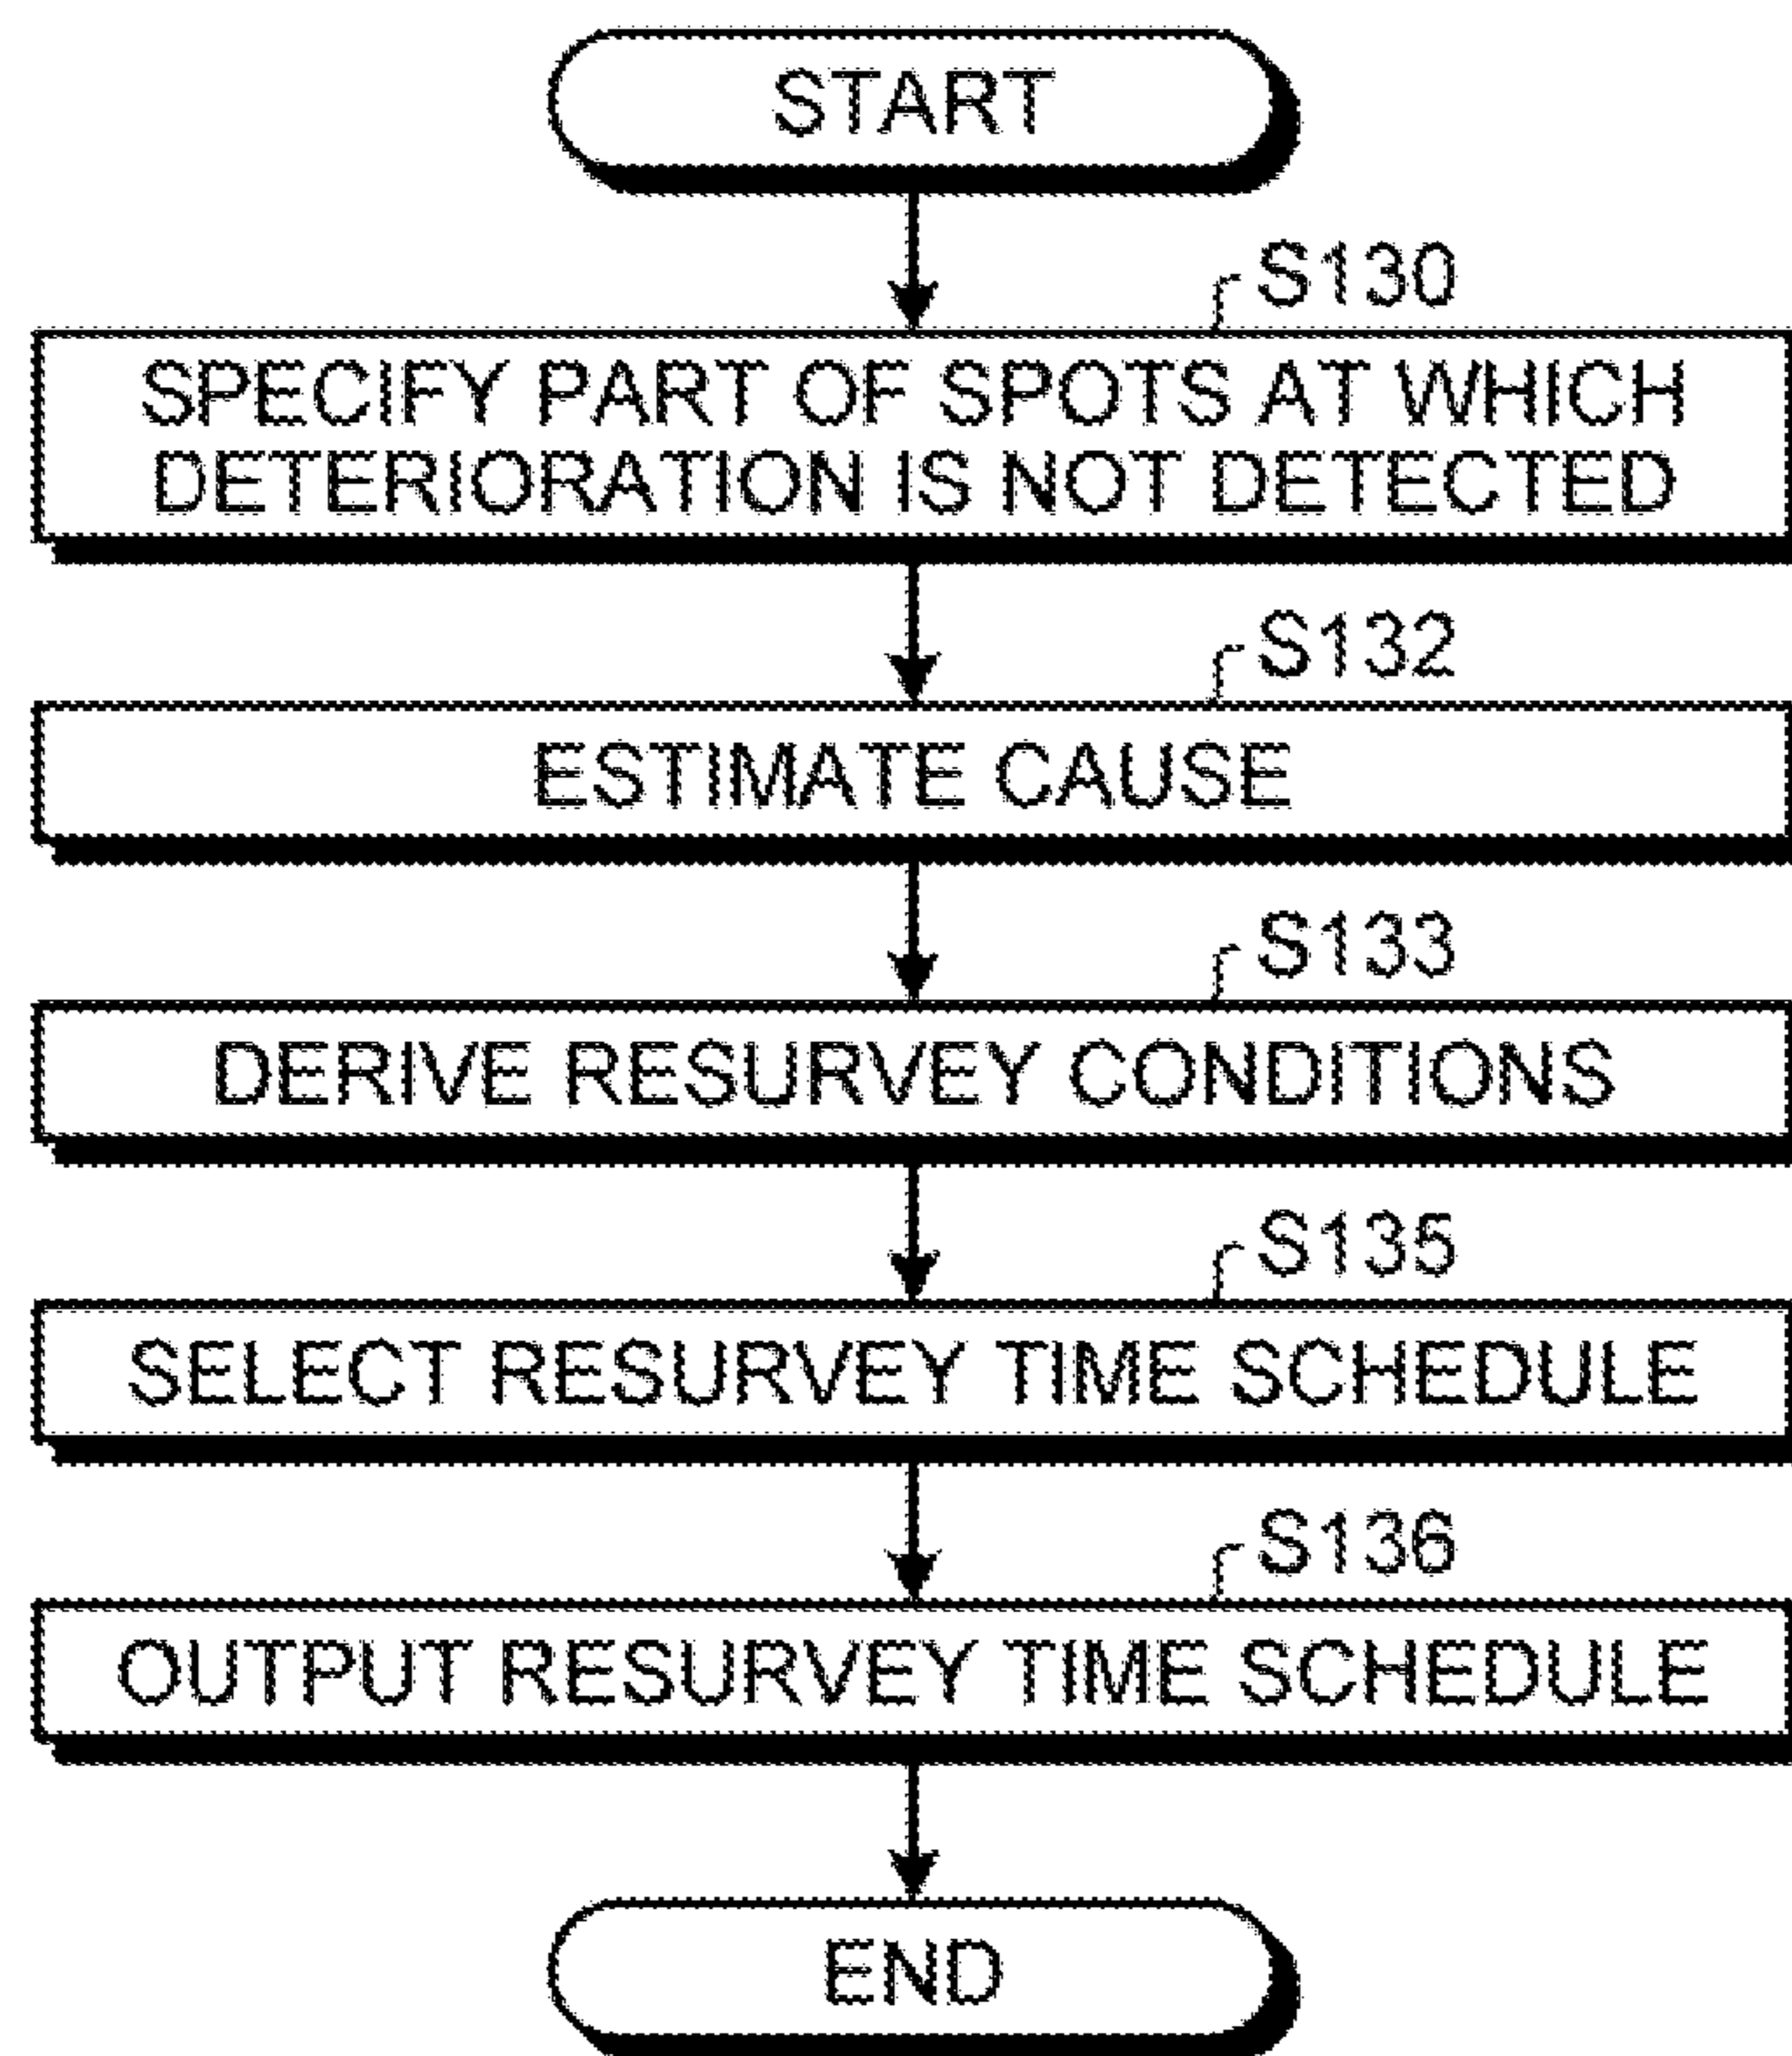 START
S130
SPECIFY PART OF SPOTS AT WHICH
DETERIORATION IS NOT DETECTED
S132
ESTIMATE CAUSE
S133
DERIVE RESURVEY CONDITIONS
S135
SELECT RESURVEY TIME SCHEDULE
S136
OUTPUT RESURVEY TIME SCHEDULE
END